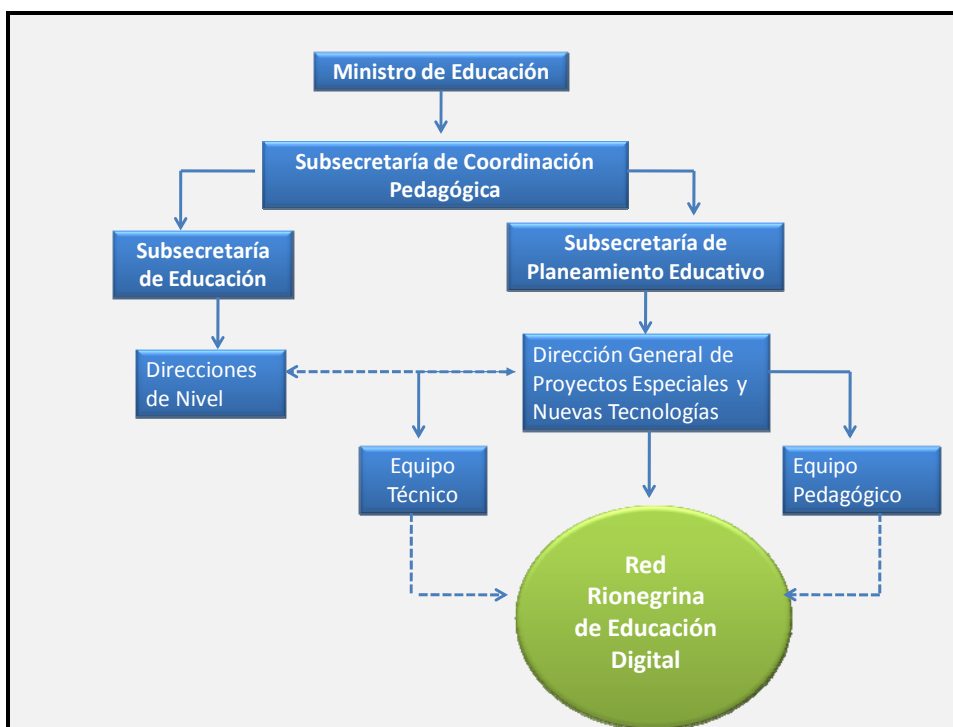 Ministro de Educación
Subsecretaría de Coordinación
Pedagógica
Subsecretaría
de Educación
Subsecretaría de
Planeamiento Educativo
Direcciones
de Nivel
Dirección General de
Proyectos Especiales y
Nuevas Tecnologías
Equipo
Técnico
Equipo
Pedagógico
Red
Rionegrina
de Educación
Digital